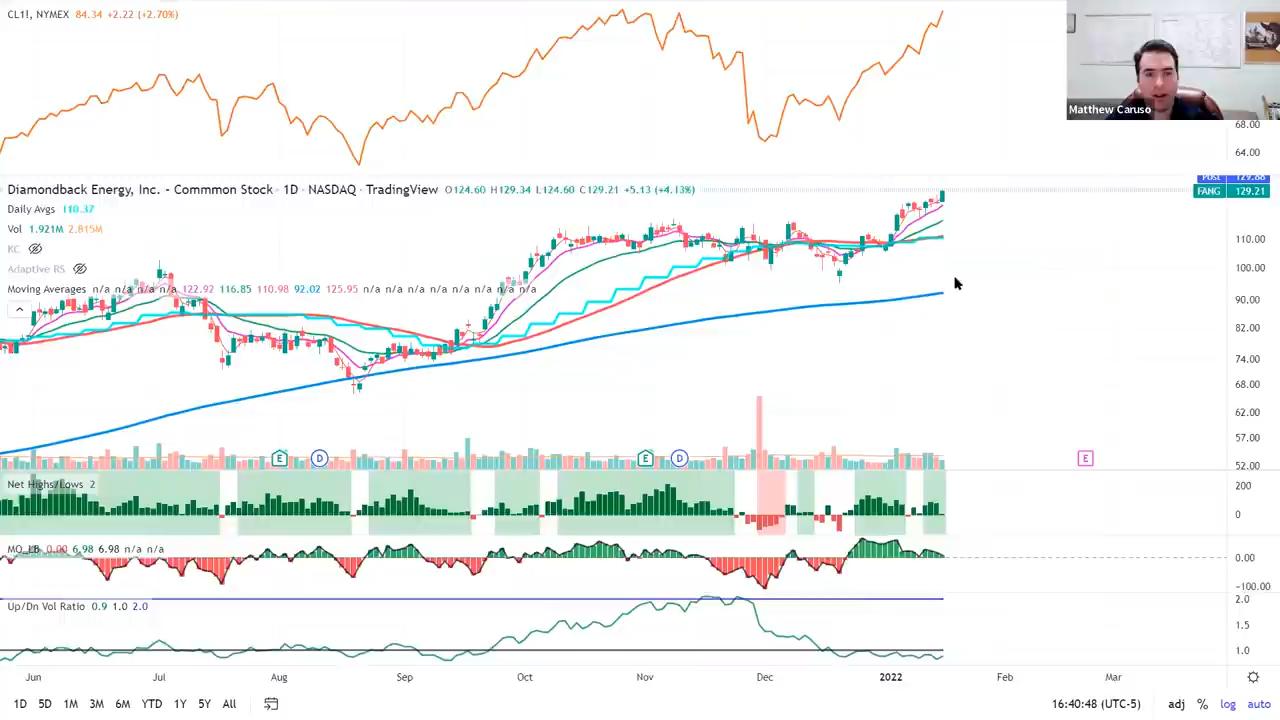 CL1!, NYMEX 84.34 +2.22 (+2.70%)
Matthew Caruso
68.00
64.00
Diamondback Energy, Inc. - Commmon Stock · 1D · NASDAQ · TradingView O124.60 H129.34 L124.60 C129.21 +5.13 (+4.13%)
Post 129.88
FANG 129.21
Daily Avgs 110.37
Vol 1.921M 2.815M
KC
Adaptive RS
Moving Averages n/a n/a n/a n/a n/a 122.92 116.85 110.98 92.02 125.95 n/a n/a n/a n/a n/a n/a n/a n/a n/a
110.00
100.00
90.00
82.00
74.00
68.00
62.00
57.00
52.00
E D E D E
Net Highs/Lows 2
200
0
MO_LB 0.00 6.98 6.98 n/a n/a
0.00
-100.00
Up/Dn Vol Ratio 0.9 1.0 2.0
2.0
1.5
1.0
Jun Jul Aug Sep Oct Nov Dec 2022 Feb Mar
1D 5D 1M 3M 6M YTD 1Y 5Y All 16:40:48 (UTC-5) adj % log auto